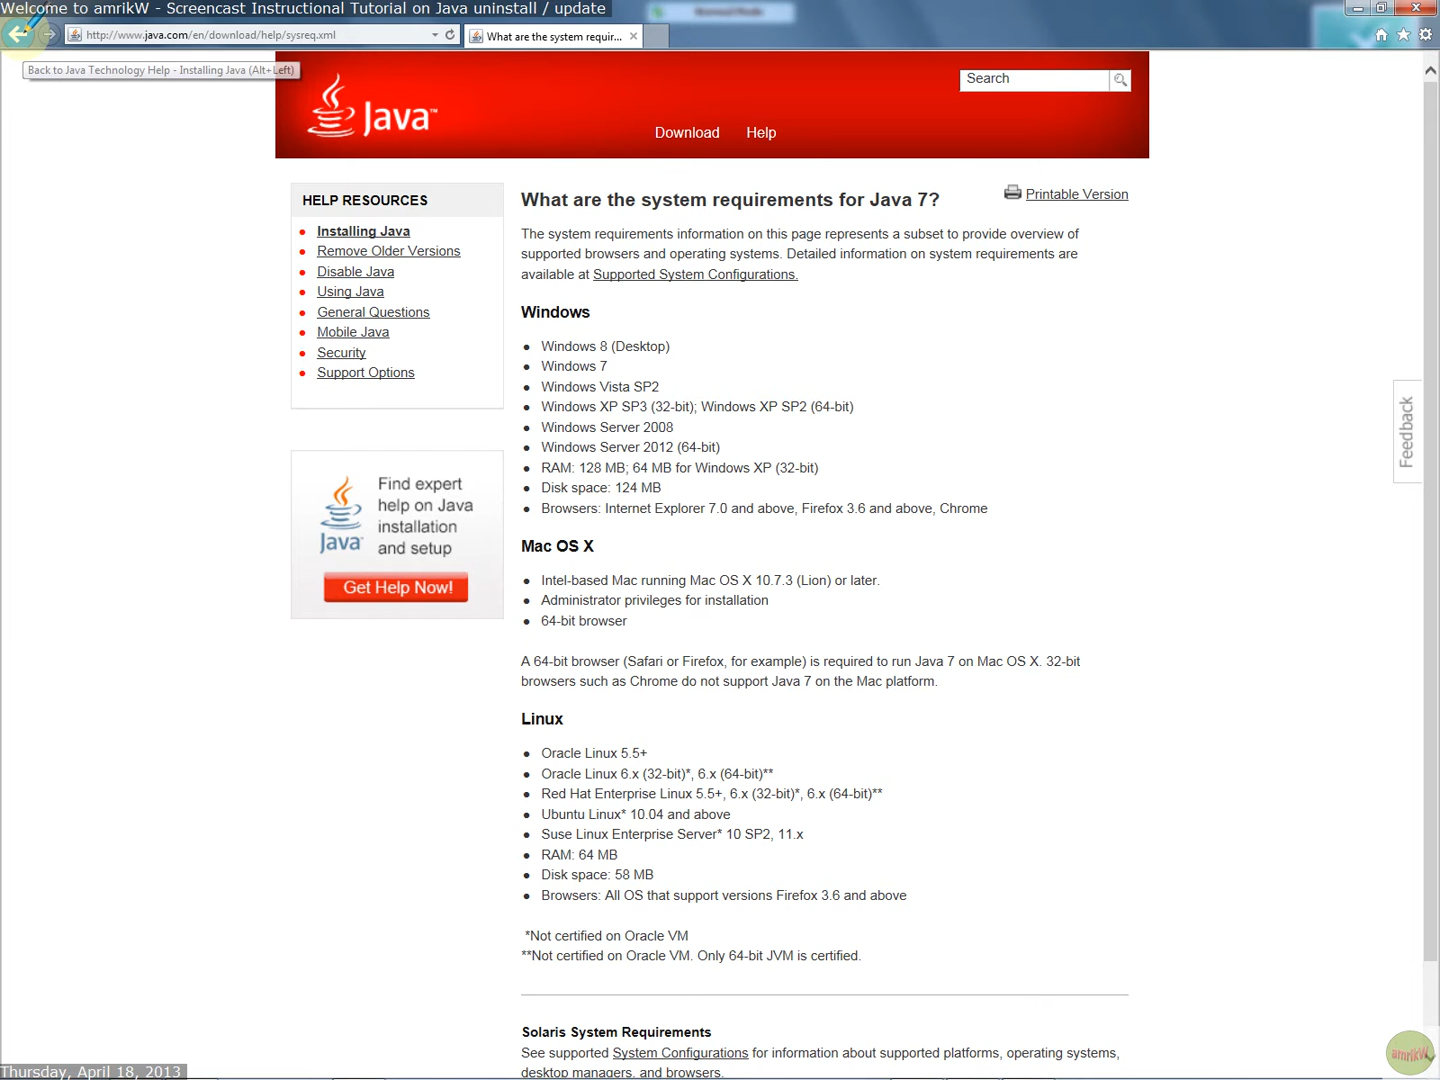 Welcome to amrikW - Screencast Instructional Tutorial on Java uninstall / update
http://www.java.com/en/download/help/sysreq.xml
What are the system requir...
Back to Java Technology Help - Installing Java (Alt+Left)
Java™
Search
Download Help
HELP RESOURCES
Installing Java
Remove Older Versions
Disable Java
Using Java
General Questions
Mobile Java
Security
Support Options
Find expert
help on Java
installation
and setup
Java
Get Help Now!
What are the system requirements for Java 7?
Printable Version
The system requirements information on this page represents a subset to provide overview of
supported browsers and operating systems. Detailed information on system requirements are
available at Supported System Configurations.
Windows
Windows 8 (Desktop)
Windows 7
Windows Vista SP2
Windows XP SP3 (32-bit); Windows XP SP2 (64-bit)
Windows Server 2008
Windows Server 2012 (64-bit)
RAM: 128 MB; 64 MB for Windows XP (32-bit)
Disk space: 124 MB
Browsers: Internet Explorer 7.0 and above, Firefox 3.6 and above, Chrome
Mac OS X
Intel-based Mac running Mac OS X 10.7.3 (Lion) or later.
Administrator privileges for installation
64-bit browser
A 64-bit browser (Safari or Firefox, for example) is required to run Java 7 on Mac OS X. 32-bit
browsers such as Chrome do not support Java 7 on the Mac platform.
Linux
Oracle Linux 5.5+
Oracle Linux 6.x (32-bit)*, 6.x (64-bit)**
Red Hat Enterprise Linux 5.5+, 6.x (32-bit)*, 6.x (64-bit)**
Ubuntu Linux* 10.04 and above
Suse Linux Enterprise Server* 10 SP2, 11.x
RAM: 64 MB
Disk space: 58 MB
Browsers: All OS that support versions Firefox 3.6 and above
*Not certified on Oracle VM
**Not certified on Oracle VM. Only 64-bit JVM is certified.
Solaris System Requirements
See supported System Configurations for information about supported platforms, operating systems,
desktop managers, and browsers.
Feedback
amrikW
Thursday, April 18, 2013